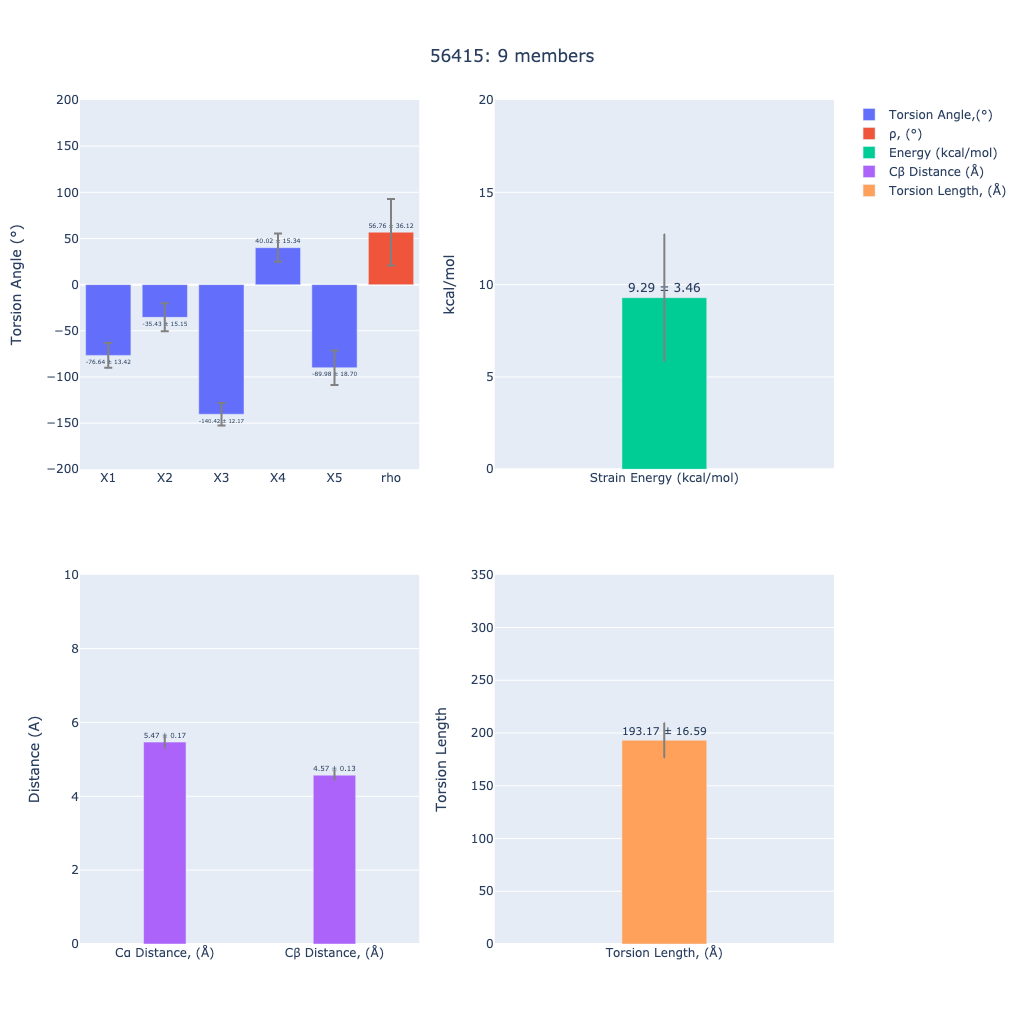 56415: 9 members
Torsion Angle (°)
200
150
100
50
0
−50
−100
−150
−200
-76.64 ± 13.42
-35.43 ± 15.15
-140.42 ± 12.17
40.02 ± 15.34
-89.98 ± 18.70
56.76 ± 36.12
X1 X2 X3 X4 X5 rho
kcal/mol
20
15
10
5
0
9.29 ± 3.46
Strain Energy (kcal/mol)
Torsion Angle,(°)
ρ, (°)
Energy (kcal/mol)
Cβ Distance (Å)
Torsion Length, (Å)
Distance (A)
10
8
6
4
2
0
5.47 ± 0.17
4.57 ± 0.13
Cα Distance, (Å) Cβ Distance, (Å)
Torsion Length
350
300
250
200
150
100
50
0
193.17 ± 16.59
Torsion Length, (Å)